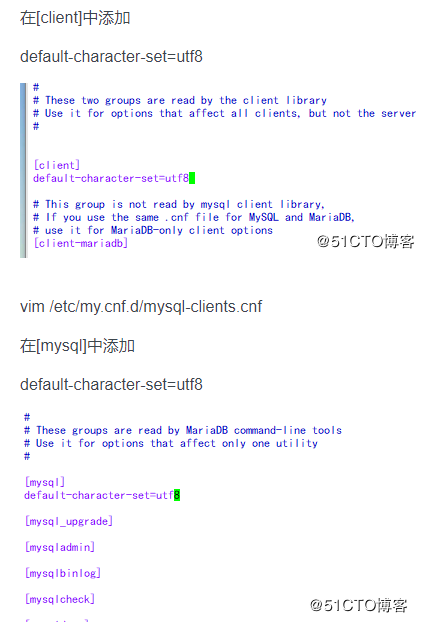 在[client]中添加
default-character-set=utf8
#
# These two groups are read by the client library
# Use it for options that affect all clients, but not the server
#
[client]
default-character-set=utf8
# This group is not read by mysql client library,
# If you use the same .cnf file for MySQL and MariaDB,
# use it for MariaDB-only client options
[client-mariadb]
@51CTO博客
vim /etc/my.cnf.d/mysql-clients.cnf
在[mysql]中添加
default-character-set=utf8
#
# These groups are read by MariaDB command-line tools
# Use it for options that affect only one utility
#
[mysql]
default-character-set=utf8
[mysql_upgrade]
[mysqladmin]
[mysqlbinlog]
[mysqlcheck]
@51CTO博客